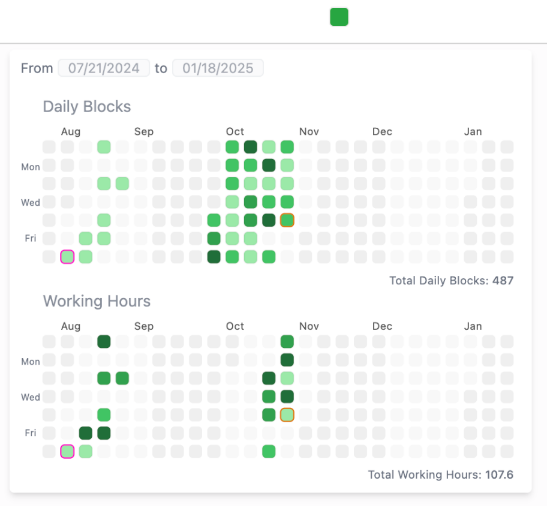 From 07/21/2024 to 01/18/2025
Daily Blocks
Aug Sep Oct Nov Dec Jan
Mon
Wed
Fri
Total Daily Blocks: 487
Working Hours
Aug Sep Oct Nov Dec Jan
Mon
Wed
Fri
Total Working Hours: 107.6